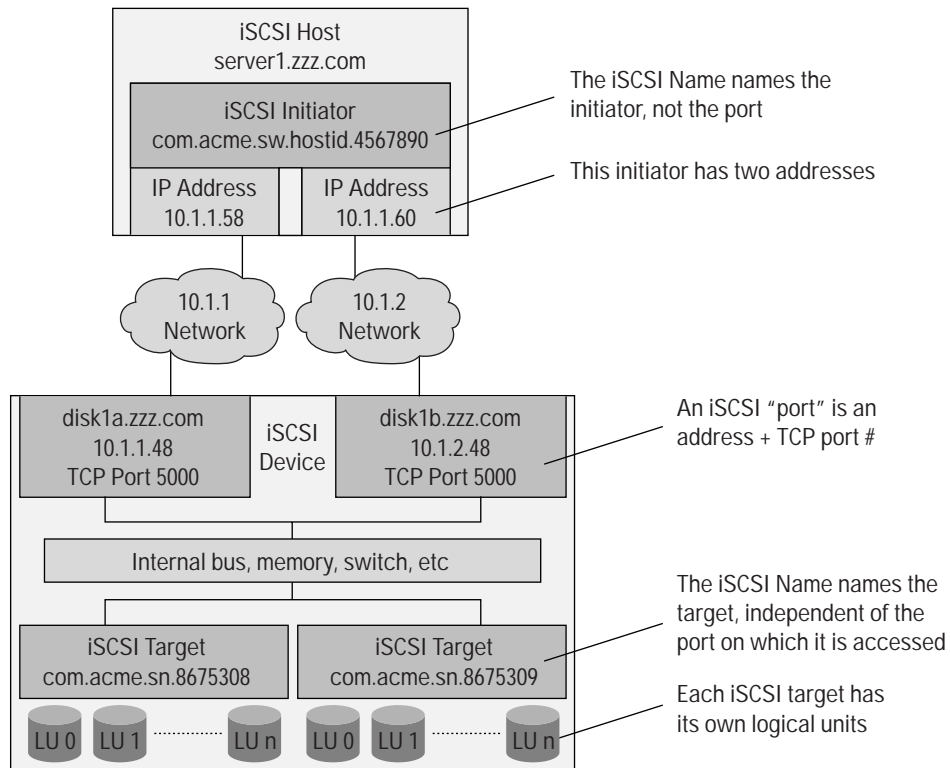 iSCSI Host
server1.zzz.com
iSCSI Initiator
com.acme.sw.hostid.4567890
IP Address
10.1.1.58
IP Address
10.1.1.60
The iSCSI Name names the
initiator, not the port
This initiator has two addresses
10.1.1
Network
10.1.2
Network
disk1a.zzz.com
10.1.1.48
TCP Port 5000
iSCSI
Device
disk1b.zzz.com
10.1.2.48
TCP Port 5000
An iSCSI “port” is an
address + TCP port #
Internal bus, memory, switch, etc
iSCSI Target
com.acme.sn.8675308
iSCSI Target
com.acme.sn.8675309
The iSCSI Name names the
target, independent of the
port on which it is accessed
LU 0
LU 1
LU n
LU 0
LU 1
LU n
Each iSCSI target has
its own logical units